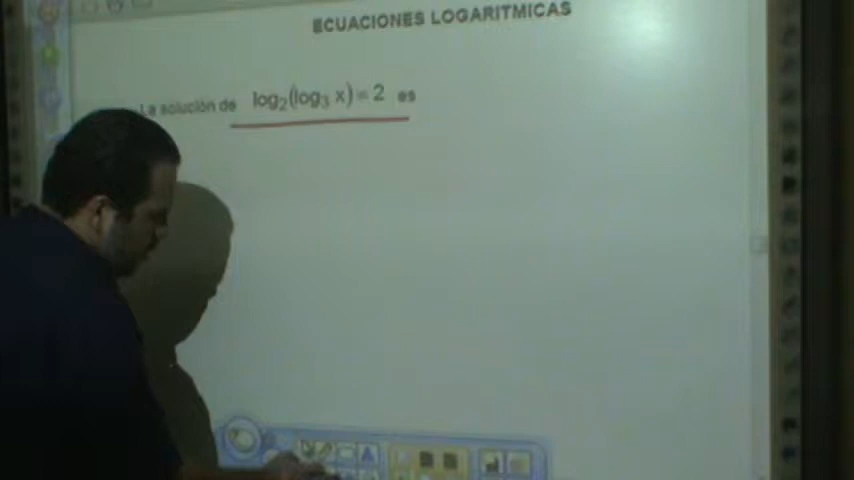 ECUACIONES LOGARITMICAS
La solución de log₂(log₃ x) = 2 es